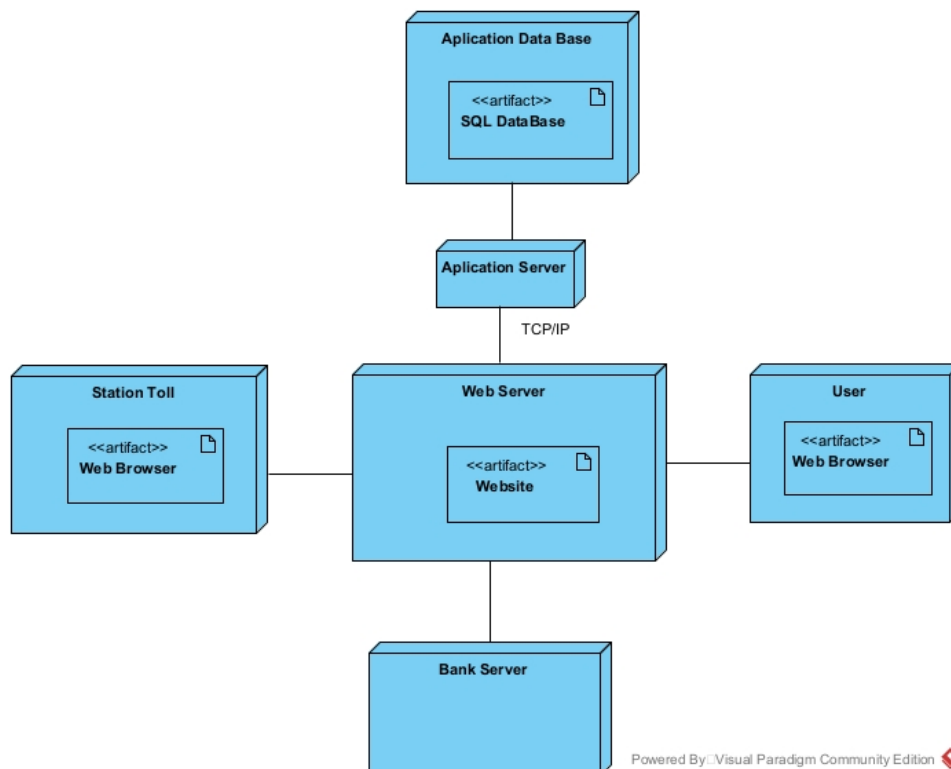 Aplication Data Base
<<artifact>>
SQL DataBase
Aplication Server
TCP/IP
Station Toll
<<artifact>>
Web Browser
Web Server
<<artifact>>
Website
User
<<artifact>>
Web Browser
Bank Server
Powered By Visual Paradigm Community Edition